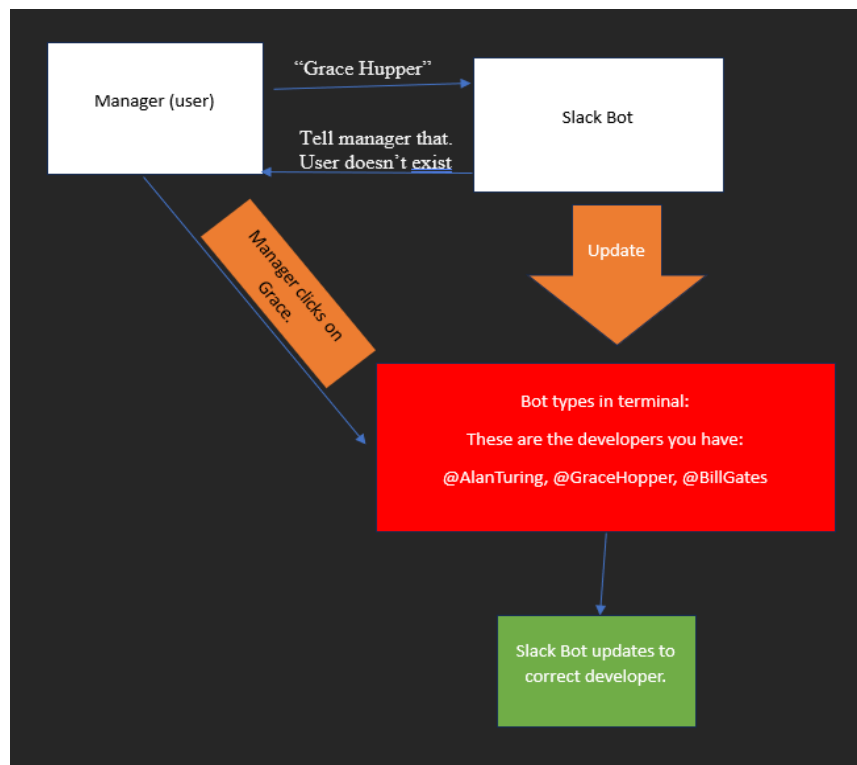 “Grace Hupper”
Manager (user)
Slack Bot
Tell manager that.
User doesn’t exist
Manager clicks on
Grace.
Update
Bot types in terminal:
These are the developers you have:
@AlanTuring, @GraceHopper, @BillGates
Slack Bot updates to
correct developer.